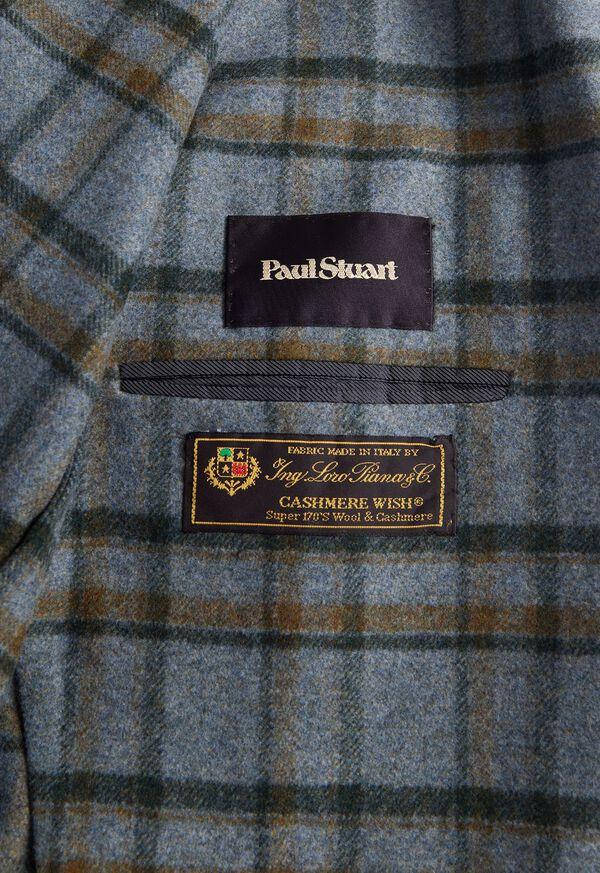 Paul Stuart
FABRIC MADE IN ITALY BY
Ing. Loro Piana & C.
CASHMERE WISH®
Super 170'S Wool & Cashmere